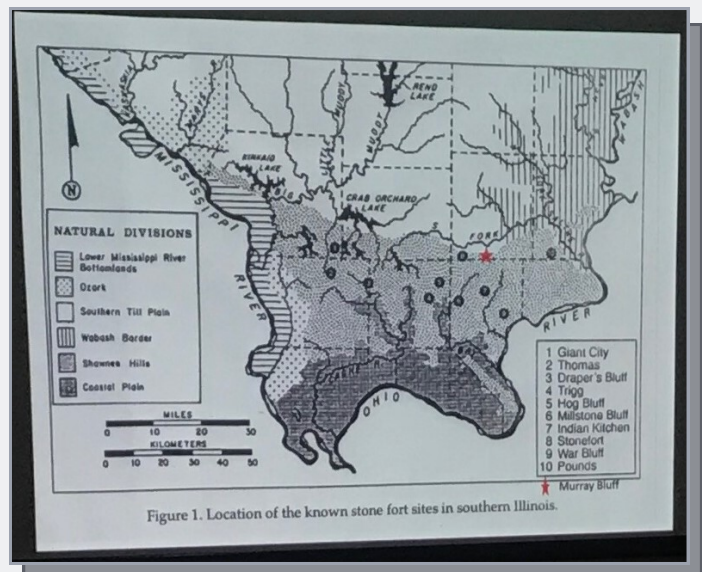 REND
LAKE
WABASH
MUDDY
LITTLE
MUDDY
KINKAID
LAKE
BIG
MISSISSIPPI
CRAB ORCHARD
LAKE
S
FORK
N
NATURAL DIVISIONS
Lower Mississippi River
Bottomlands
Ozark
Southern Till Plain
Wabash Border
Shawnee Hills
Coastal Plain
RIVER
RIVER
OHIO
MILES
0 10 20 30
KILOMETERS
0 10 20 30 40 50
1 Giant City
2 Thomas
3 Draper's Bluff
4 Trigg
5 Hog Bluff
6 Millstone Bluff
7 Indian Kitchen
8 Stonefort
9 War Bluff
10 Pounds
Murray Bluff
Figure 1. Location of the known stone fort sites in southern Illinois.